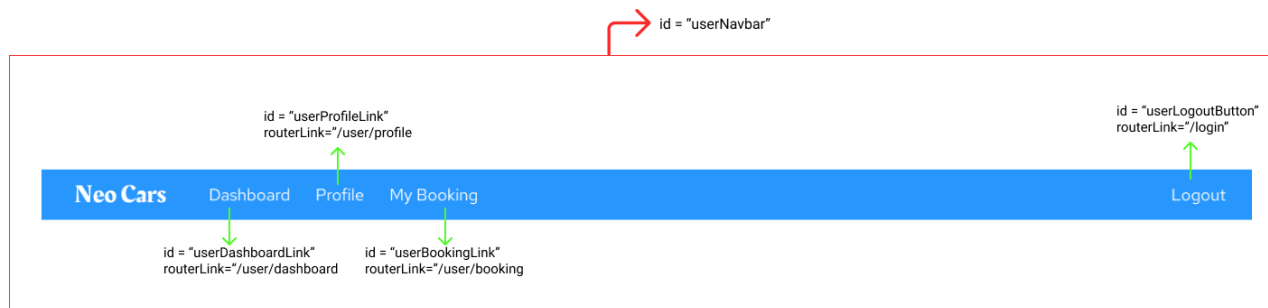 id = “userNavbar”
id = “userProfileLink”
routerLink=”/user/profile
id = “userLogoutButton”
routerLink=”/login”
Neo Cars Dashboard Profile My Booking Logout
id = “userDashboardLink”
routerLink=”/user/dashboard
id = “userBookingLink”
routerLink=”/user/booking